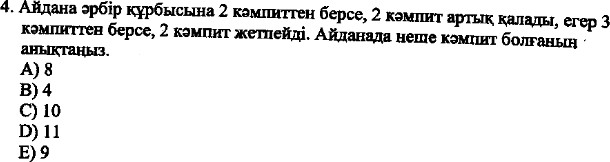 4. Айдана әрбір құрбысына 2 кәмпиттен берсе, 2 кәмпит артық қалады, егер 3
кәмпиттен берсе, 2 кәмпит жетпейді. Айданада неше кәмпит болғанын
анықтаңыз.
A) 8
B) 4
C) 10
D) 11
E) 9